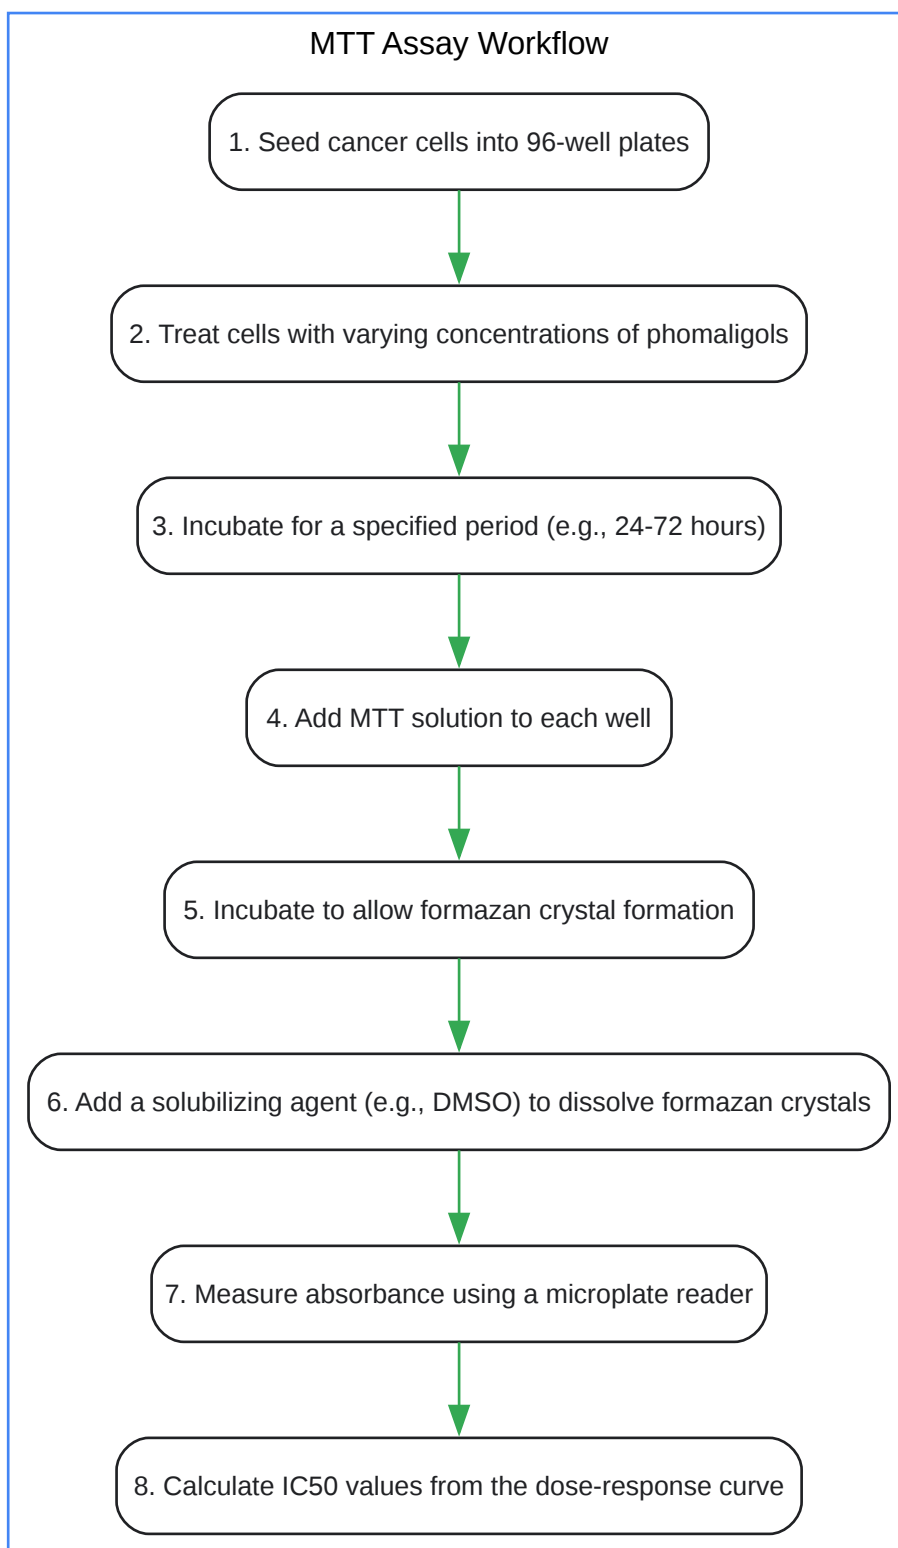 MTT Assay Workflow
1. Seed cancer cells into 96-well plates
2. Treat cells with varying concentrations of phomaligols
3. Incubate for a specified period (e.g., 24-72 hours)
4. Add MTT solution to each well
5. Incubate to allow formazan crystal formation
6. Add a solubilizing agent (e.g., DMSO) to dissolve formazan crystals
7. Measure absorbance using a microplate reader
8. Calculate IC50 values from the dose-response curve